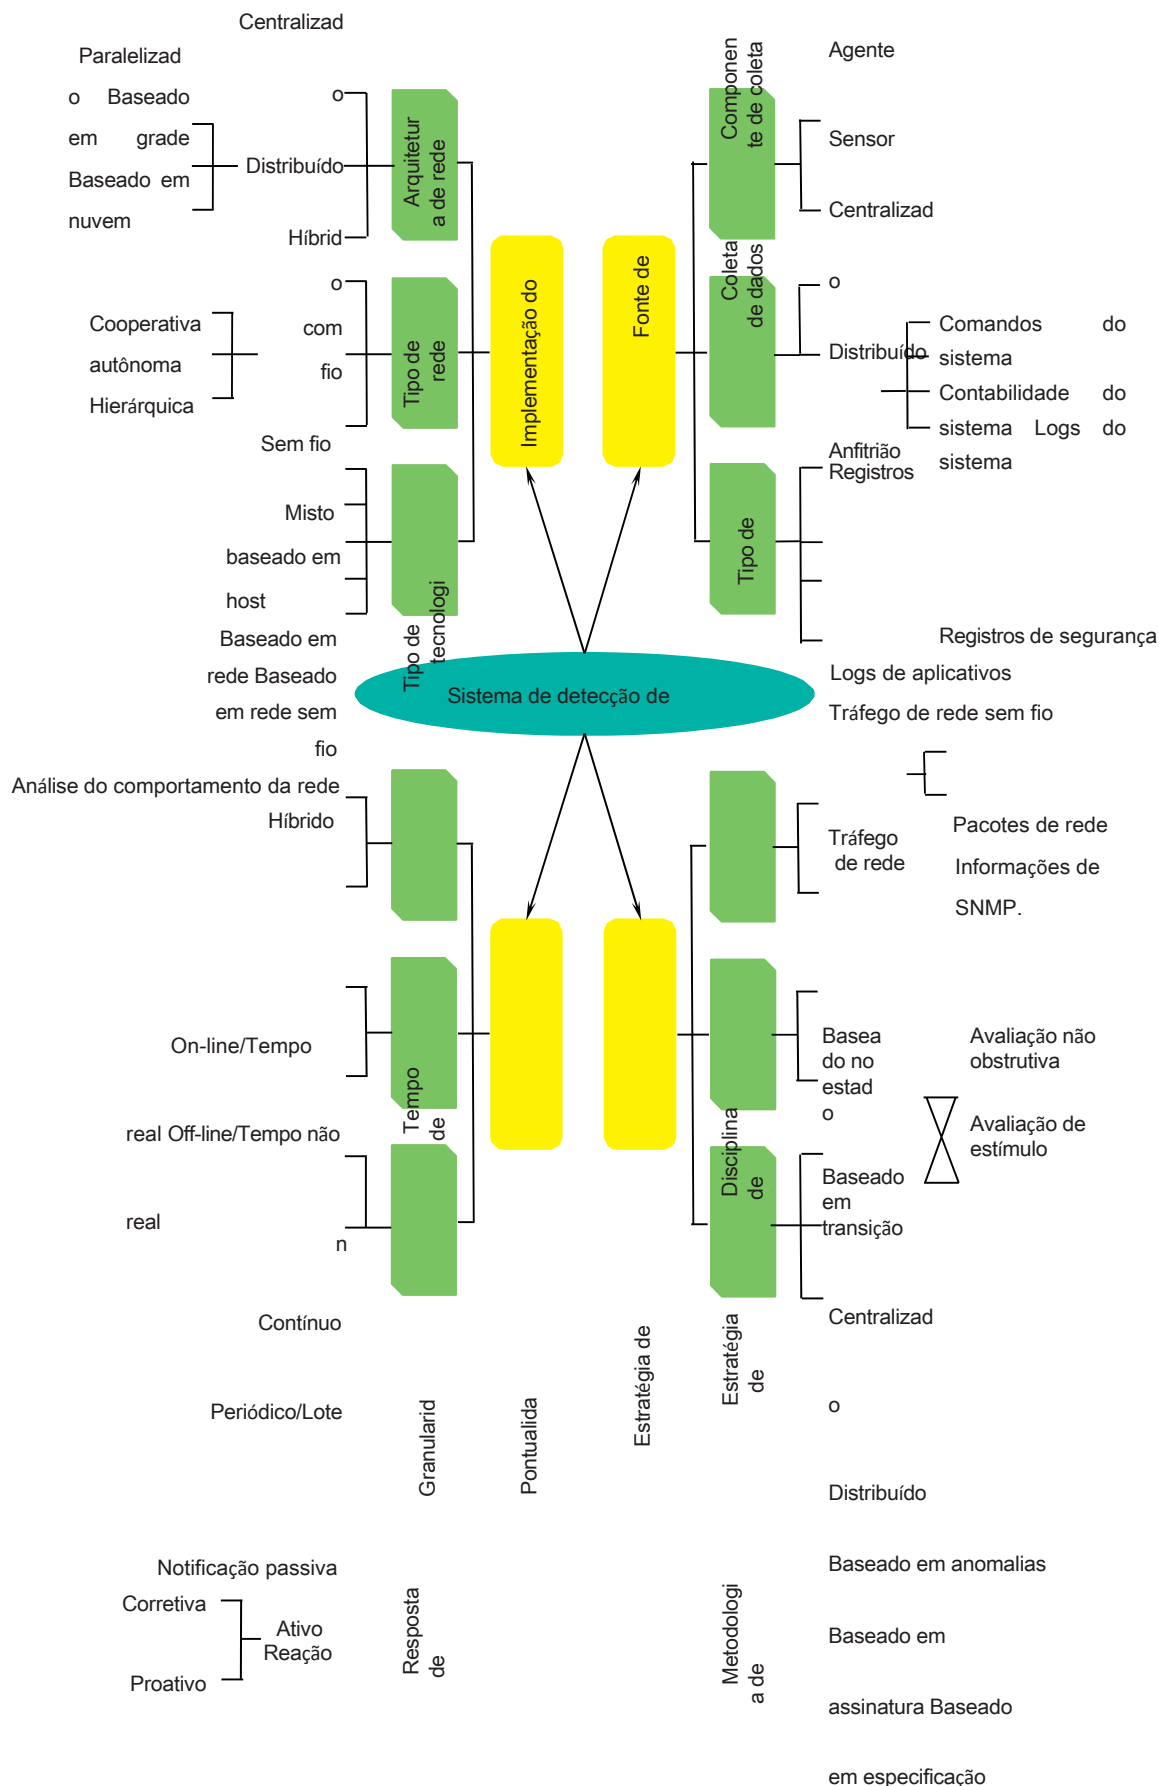 Centralizad
Paralelizad
o Baseado
em grade
Baseado em
nuvem
o
Distribuído
Híbrid
Arquitetur
a de rede
Cooperativa
autônoma
Hierárquica
o
com
fio
Sem fio
Tipo de
rede
Misto
baseado em
host
Baseado em
rede Baseado
em rede sem
fio
Análise do comportamento da rede
Híbrido
Tipo de
tecnologi
Implementação do
Fonte de
Componen
te de coleta
Agente
Sensor
Centralizad
Coleta
de dados
o
Distribuído
Comandos do
sistema
Contabilidade do
sistema Logs do
sistema
Anfitrião
Registros
Tipo de
Registros de segurança
Logs de aplicativos
Tráfego de rede sem fio
Sistema de detecção de
Tráfego
de rede
Pacotes de rede
Informações de
SNMP.
On-line/Tempo
real Off-line/Tempo não
real
n
Tempo
de
Basea
do no
estad
o
Avaliação não
obstrutiva
Avaliação de
estímulo
Baseado
em
transição
Disciplina
de
Contínuo
Periódico/Lote
Granularid
Pontualida
Estratégia de
Estratégia
de
Centralizad
o
Distribuído
Notificação passiva
Corretiva
Ativo
Reação
Proativo
Resposta
de
Metodologi
a de
Baseado em anomalias
Baseado em
assinatura Baseado
em especificação